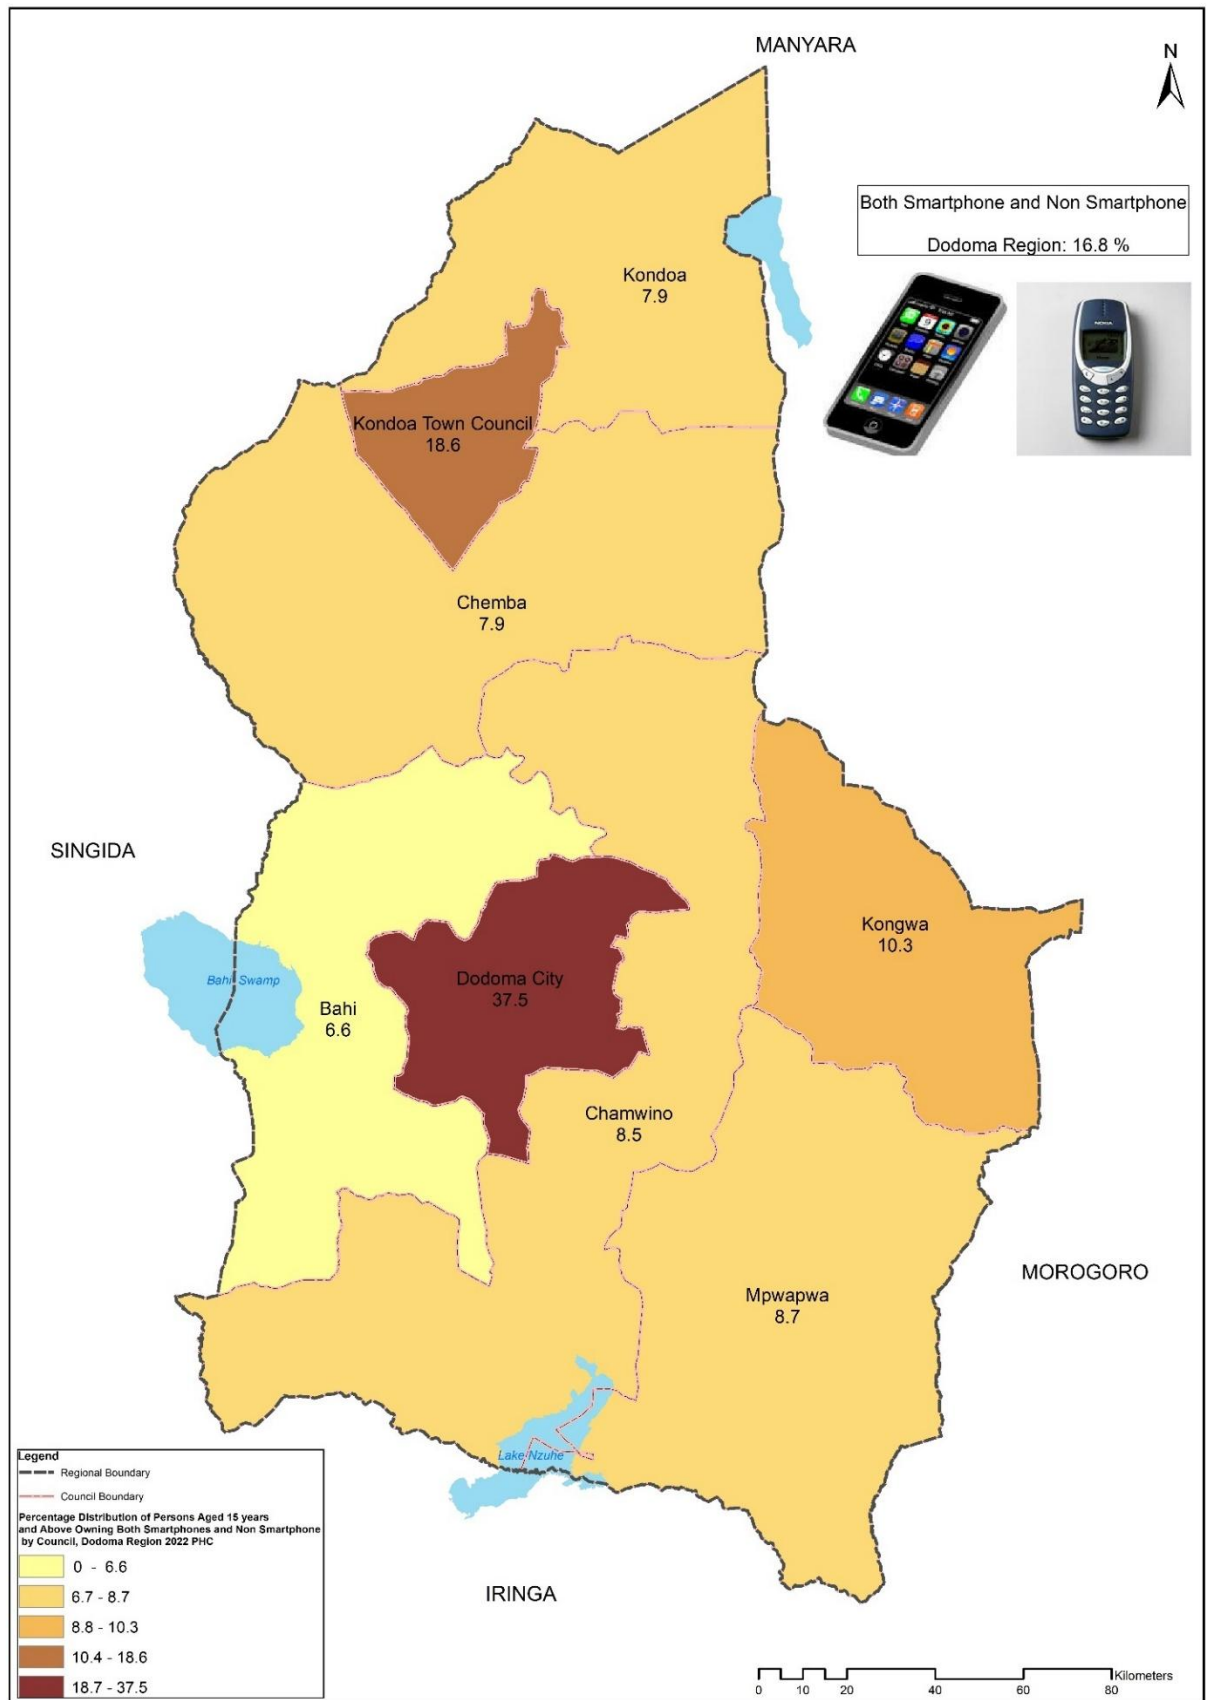 MANYARA
N
Both Smartphone and Non Smartphone
Dodoma Region: 16.8 %
NOKIA
Kondoa
7.9
Kondoa Town Council
18.6
Chemba
7.9
SINGIDA
Kongwa
10.3
Bahi Swamp
Dodoma City
37.5
Bahi
6.6
Chamwino
8.5
MOROGORO
Mpwapwa
8.7
Lake Nzuhe
IRINGA
Legend
Regional Boundary
Council Boundary
Percentage Distribution of Persons Aged 15 years
and Above Owning Both Smartphones and Non Smartphone
by Council, Dodoma Region 2022 PHC
0 - 6.6
6.7 - 8.7
8.8 - 10.3
10.4 - 18.6
18.7 - 37.5
Kilometers
0 10 20 40 60 80